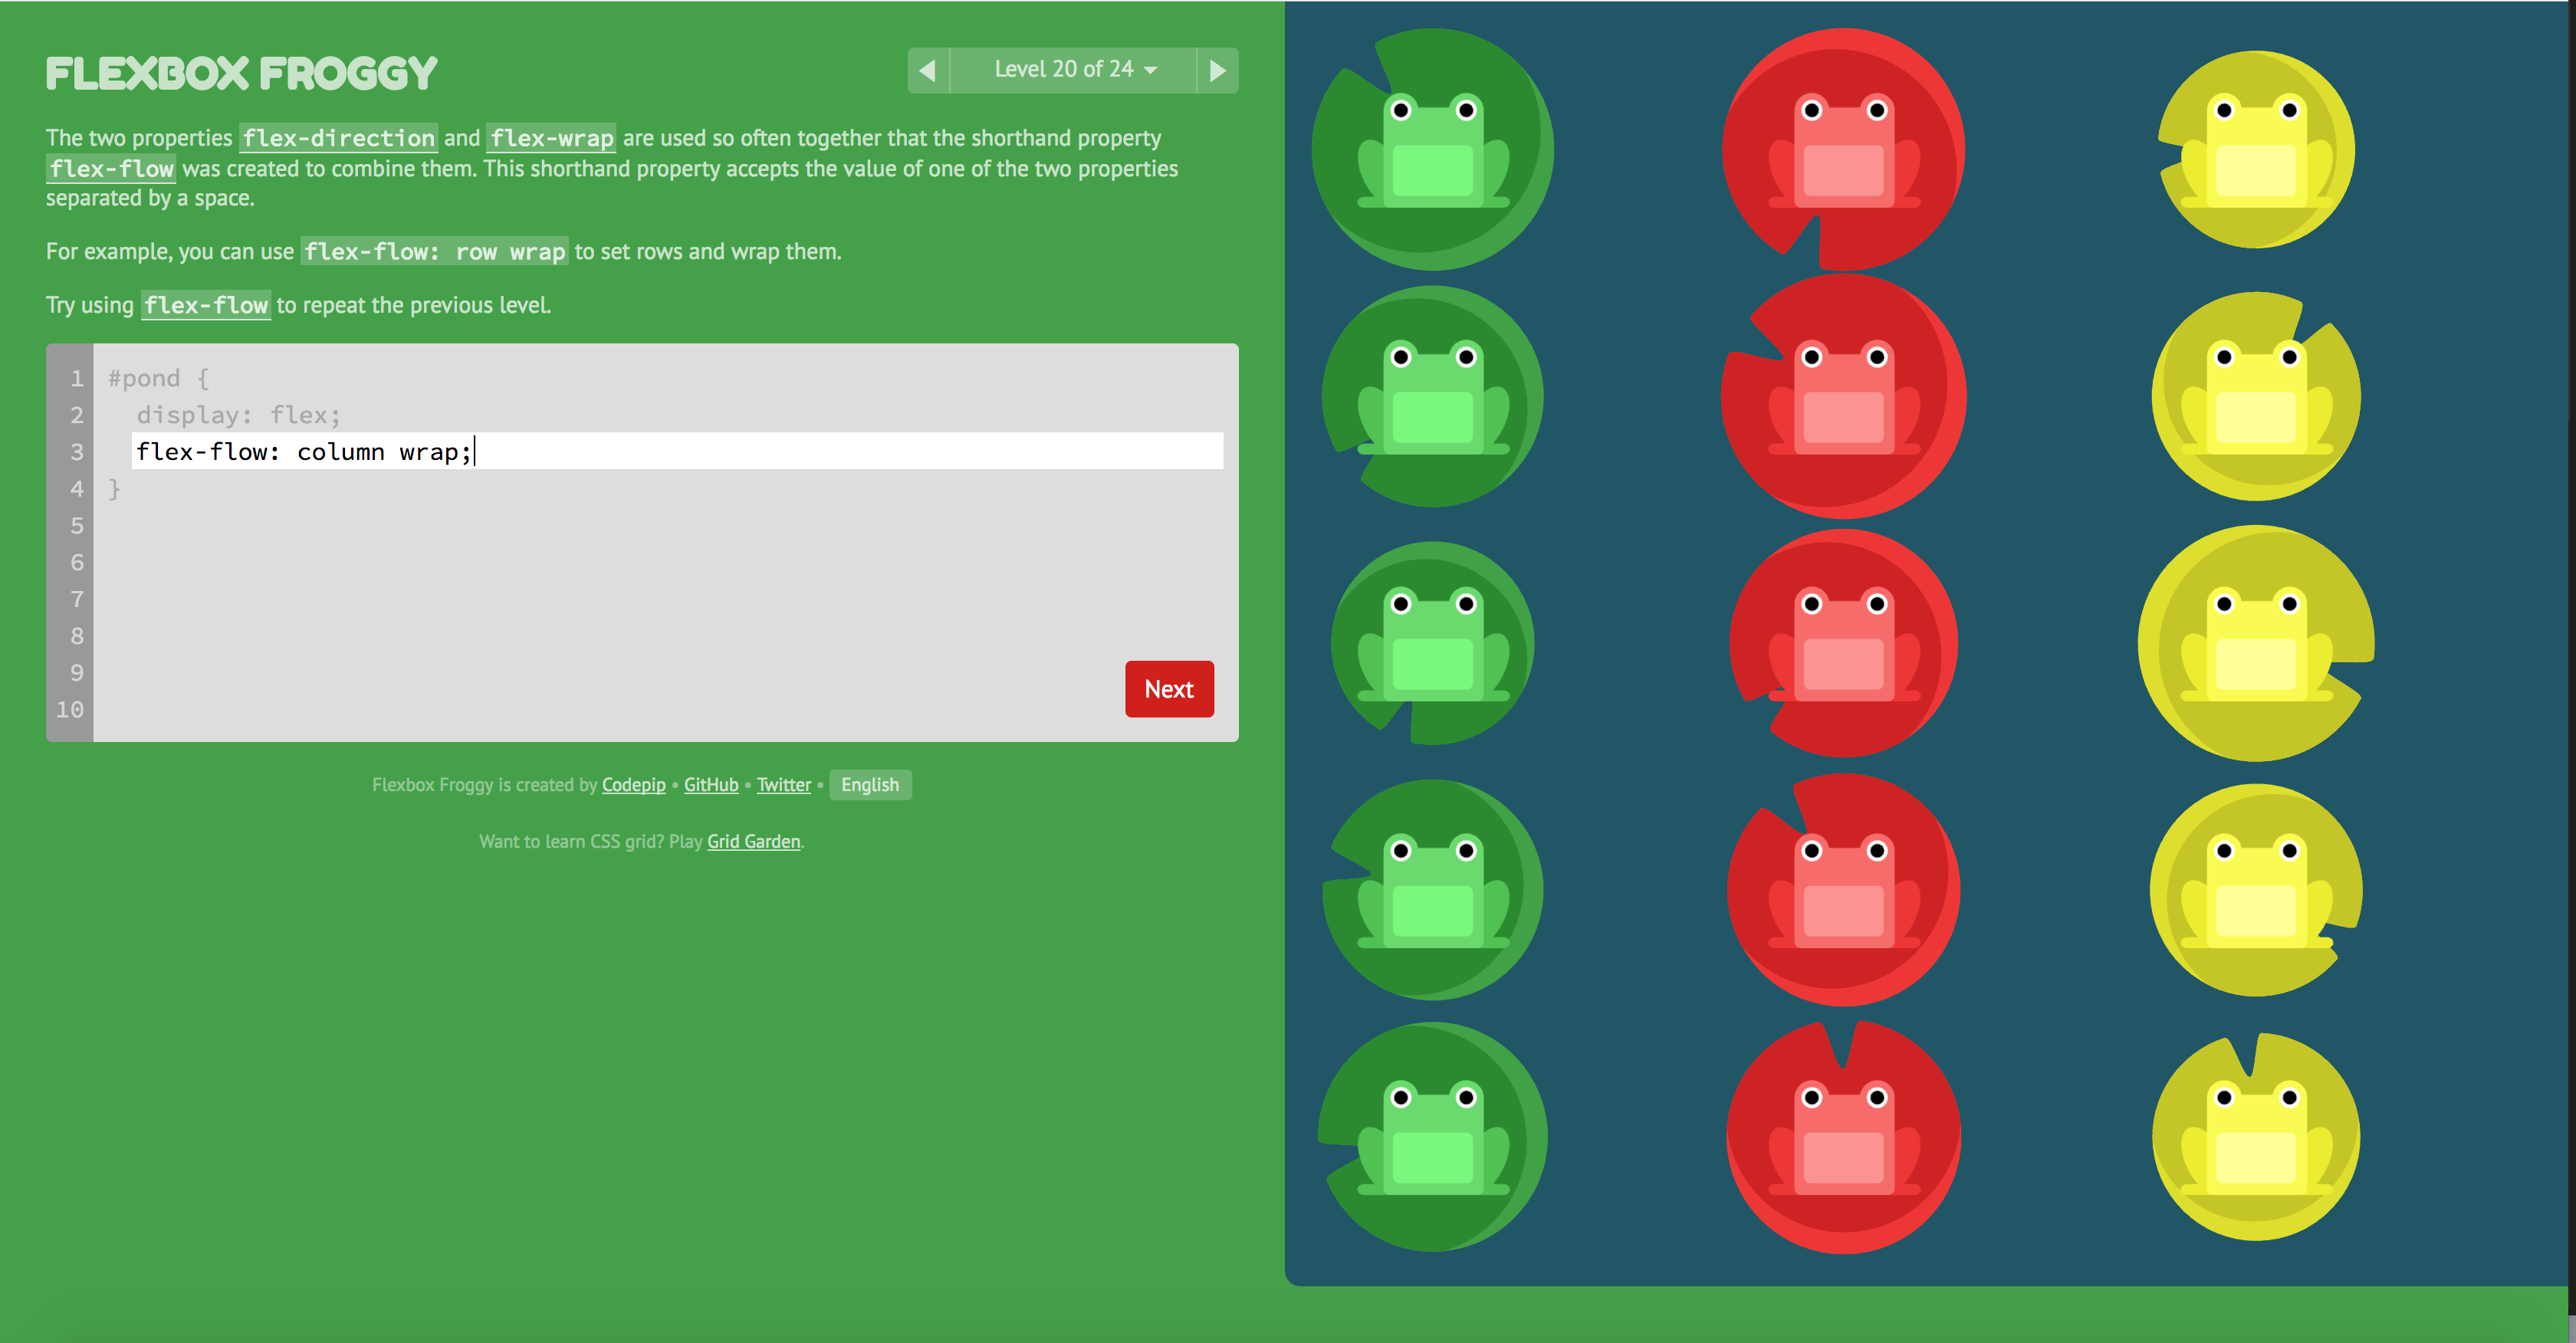 FLEXBOX FROGGY
Level 20 of 24
The two properties flex-direction and flex-wrap are used so often together that the shorthand property
flex-flow was created to combine them. This shorthand property accepts the value of one of the two properties
separated by a space.
For example, you can use flex-flow: row wrap to set rows and wrap them.
Try using flex-flow to repeat the previous level.
1 #pond {
2 display: flex;
3 flex-flow: column wrap;
4 }
5
6
7
8
9
10
Next
Flexbox Froggy is created by Codepip • GitHub • Twitter • English
Want to learn CSS grid? Play Grid Garden.